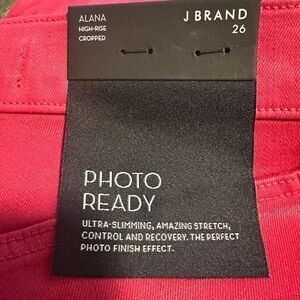 ALANA
HIGH-RISE
CROPPED
J BRAND
26
PHOTO
READY
ULTRA-SLIMMING, AMAZING STRETCH,
CONTROL AND RECOVERY. THE PERFECT
PHOTO FINISH EFFECT.